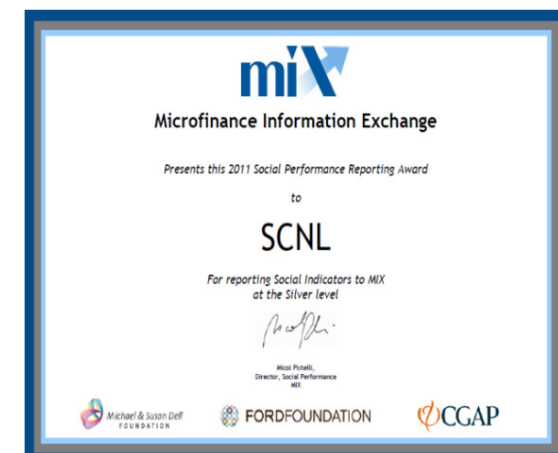 mix
Microfinance Information Exchange
Presents this 2011 Social Performance Reporting Award
to
SCNL
For reporting Social Indicators to MIX
at the Silver level
Micol Pistelli,
Director, Social Performance
MIX
Michael & Susan Dell
FOUNDATION
FORDFOUNDATION
CGAP